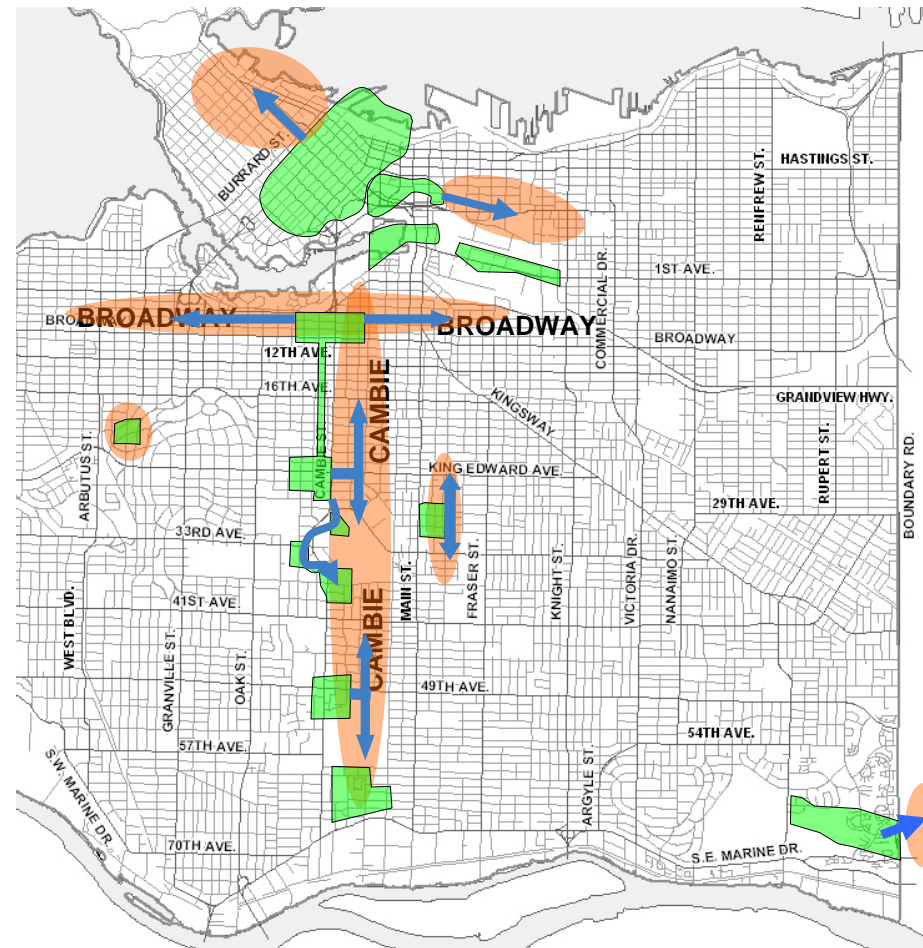 HASTINGS ST.
BURRARD ST.
RENFREW ST.
1ST AVE.
COMMERCIAL DR.
BROADWAY
BROADWAY
BROADWAY
12TH AVE.
16TH AVE.
CAMBIE
GRANDVIEW HWY.
KINGSWAY
CAMBIE ST.
ARBUTUS ST.
KING EDWARD AVE.
RUPERT ST.
BOUNDARY RD.
29TH AVE.
33RD AVE.
41ST AVE.
WEST BLVD.
GRANVILLE ST.
OAK ST.
CAMBIE
MAIN ST.
FRASER ST.
KNIGHT ST.
VICTORIA DR.
NANAIMO ST.
49TH AVE.
54TH AVE.
57TH AVE.
S.W. MARINE DR.
ARGYLE ST.
70TH AVE.
S.E. MARINE DR.